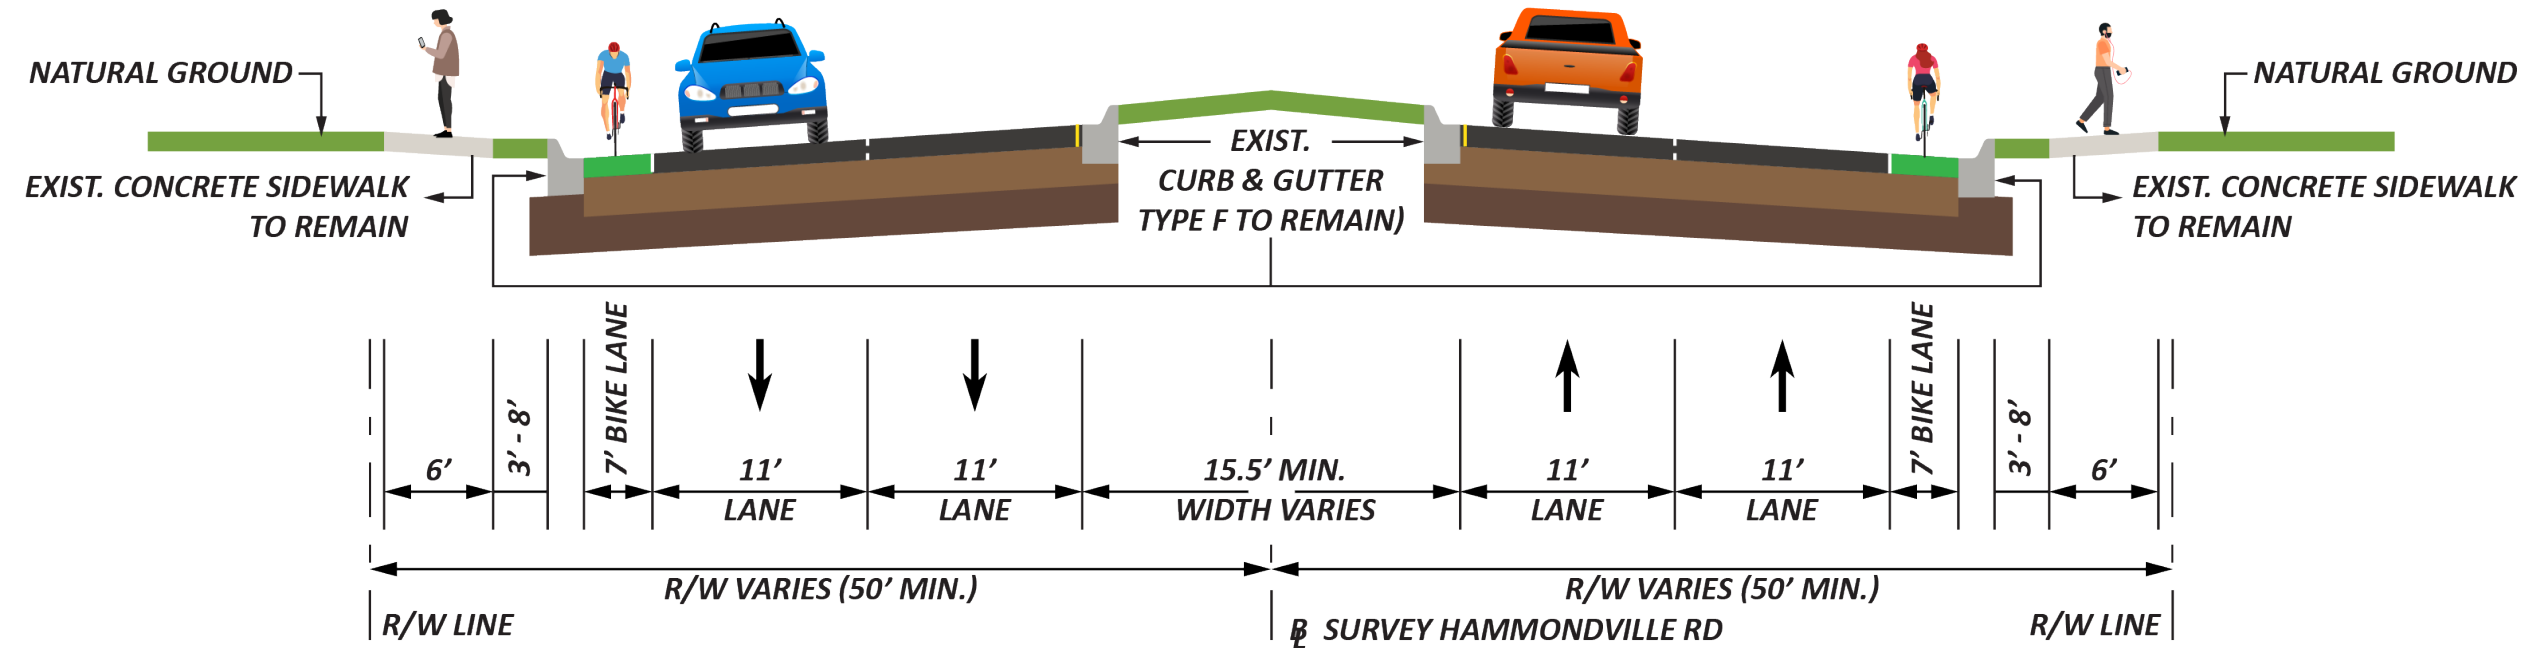 NATURAL GROUND
NATURAL GROUND
EXIST.
CURB & GUTTER
TYPE F TO REMAIN)
EXIST. CONCRETE SIDEWALK
TO REMAIN
EXIST. CONCRETE SIDEWALK
TO REMAIN
6'
3' - 8'
7' BIKE LANE
11'
LANE
11'
LANE
15.5' MIN.
WIDTH VARIES
11'
LANE
11'
LANE
7' BIKE LANE
3' - 8'
6'
R/W VARIES (50' MIN.)
R/W VARIES (50' MIN.)
R/W LINE
BL SURVEY HAMMONDVILLE RD
R/W LINE